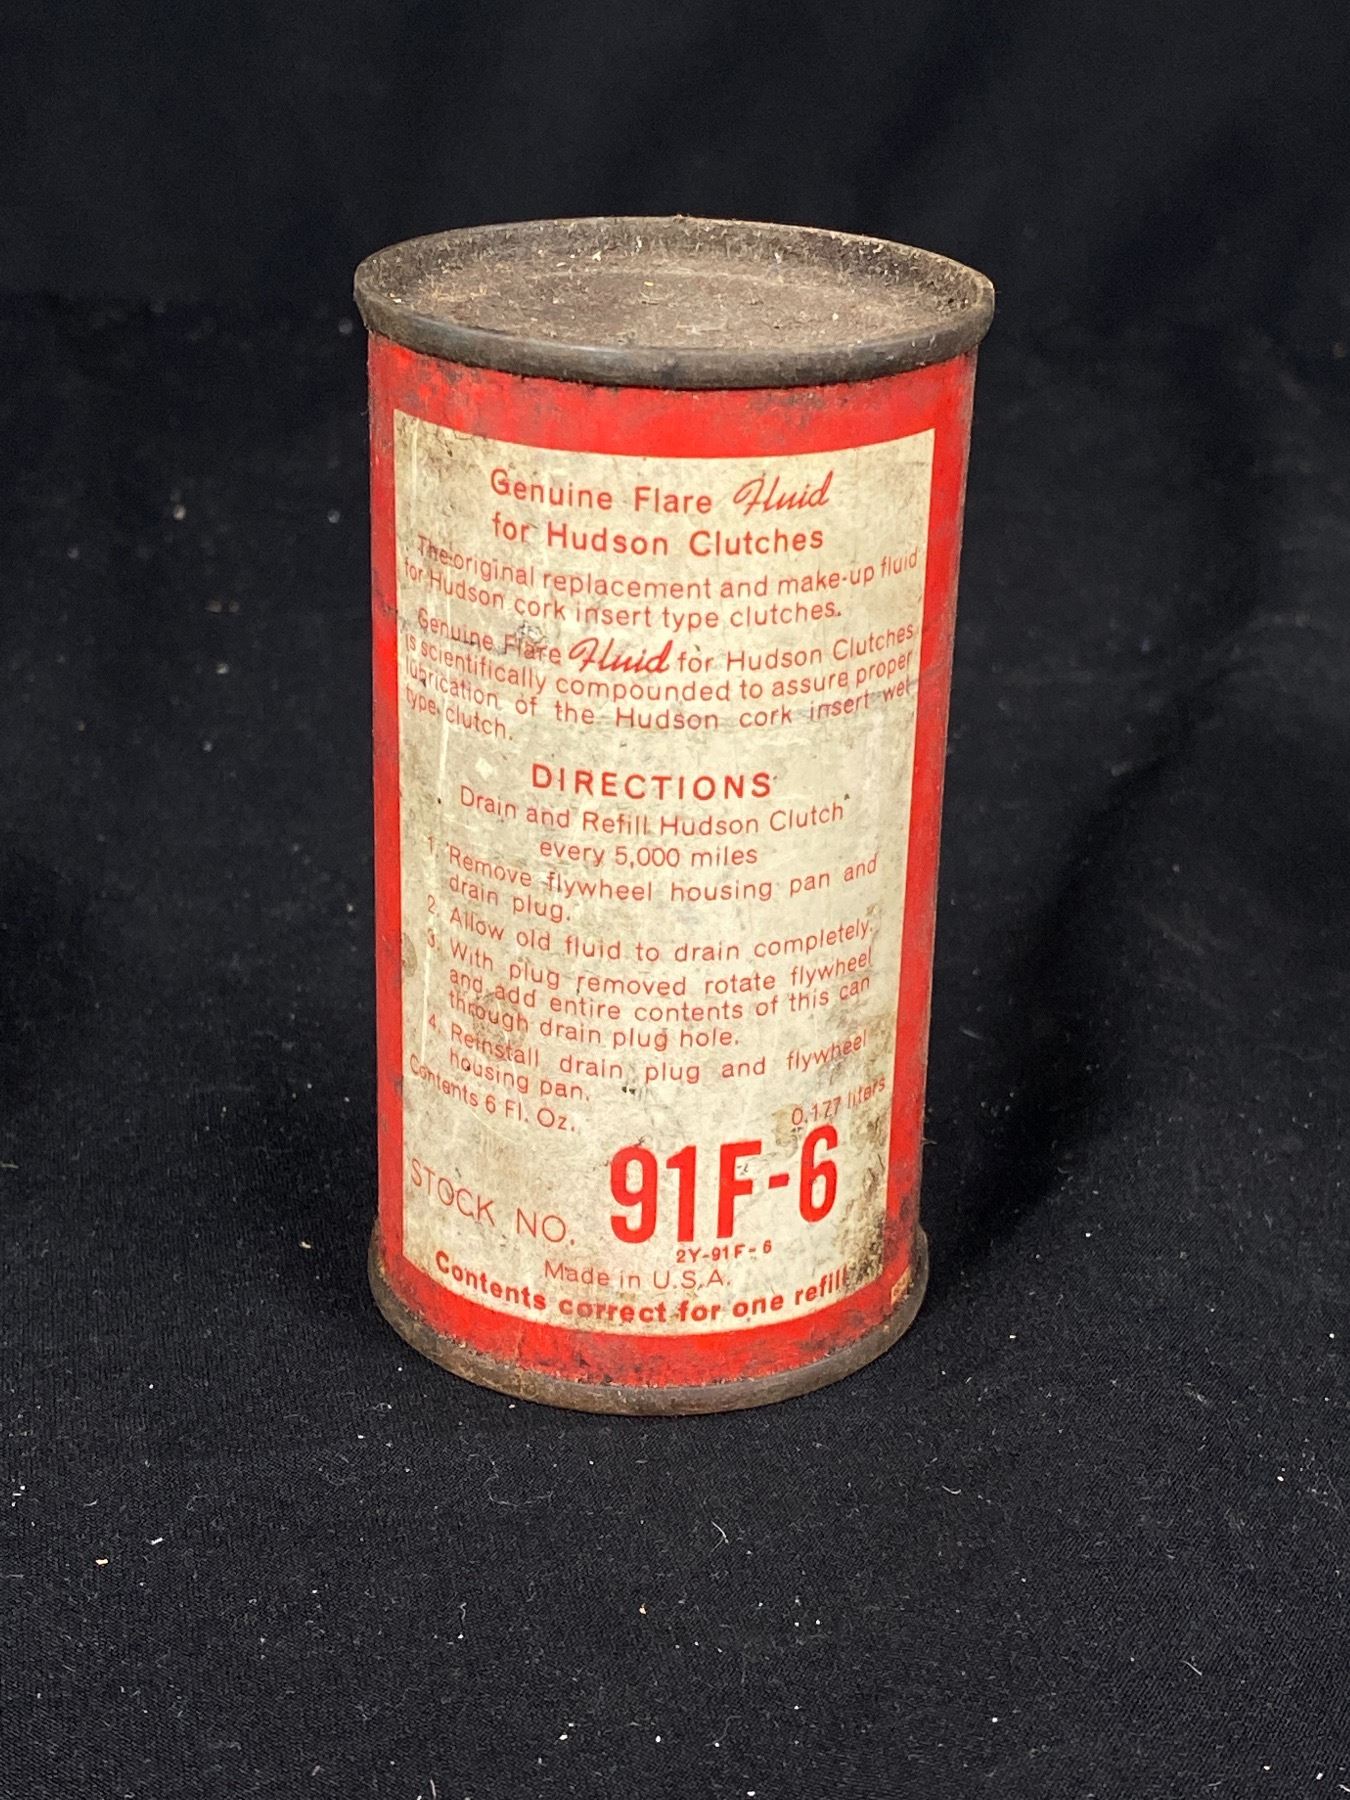 Genuine Flare Fluid
for Hudson Clutches
The original replacement and make-up fluid
for Hudson cork insert type clutches.
Genuine Flare Fluid for Hudson Clutches
is scientifically compounded to assure proper
lubrication of the Hudson cork insert wet
type clutch.
DIRECTIONS
Drain and Refill Hudson Clutch
every 5,000 miles
1. Remove flywheel housing pan and
drain plug.
2. Allow old fluid to drain completely.
3. With plug removed rotate flywheel
and add entire contents of this can
through drain plug hole.
4. Reinstall drain plug and flywheel
housing pan.
Contents 6 Fl. Oz. 0.177 liters
STOCK NO. 91F-6
2Y-91F-6
Made in U.S.A.
Contents correct for one refill